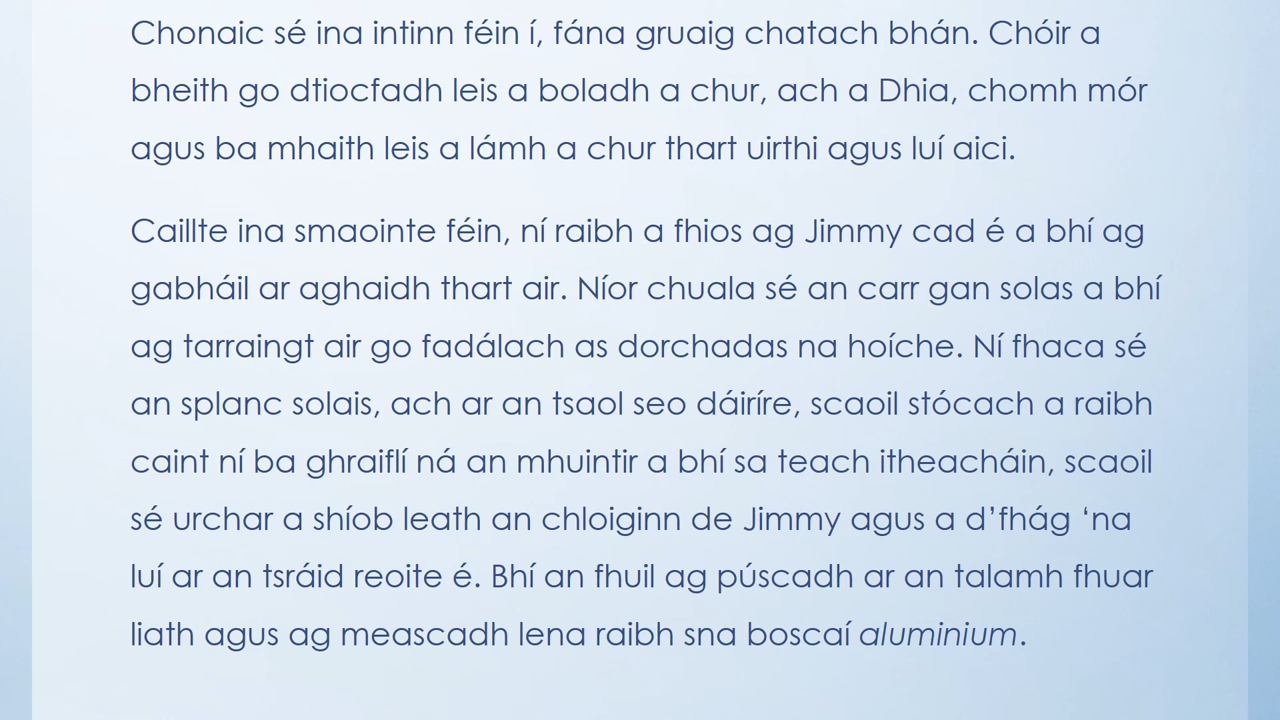 Chonaic sé ina intinn féin í, fána gruaig chatach bhán. Chóir a
bheith go dtiocfadh leis a boladh a chur, ach a Dhia, chomh mór
agus ba mhaith leis a lámh a chur thart uirthi agus luí aici.
Caillte ina smaointe féin, ní raibh a fhios ag Jimmy cad é a bhí ag
gabháil ar aghaidh thart air. Níor chuala sé an carr gan solas a bhí
ag tarraingt air go fadálach as dorchadas na hoíche. Ní fhaca sé
an splanc solais, ach ar an tsaol seo dáiríre, scaoil stócach a raibh
caint ní ba ghraiflí ná an mhuintir a bhí sa teach itheacháin, scaoil
sé urchar a shíob leath an chloiginn de Jimmy agus a d’fhág ‘na
luí ar an tsráid reoite é. Bhí an fhuil ag púscadh ar an talamh fhuar
liath agus ag meascadh lena raibh sna boscaí aluminium.